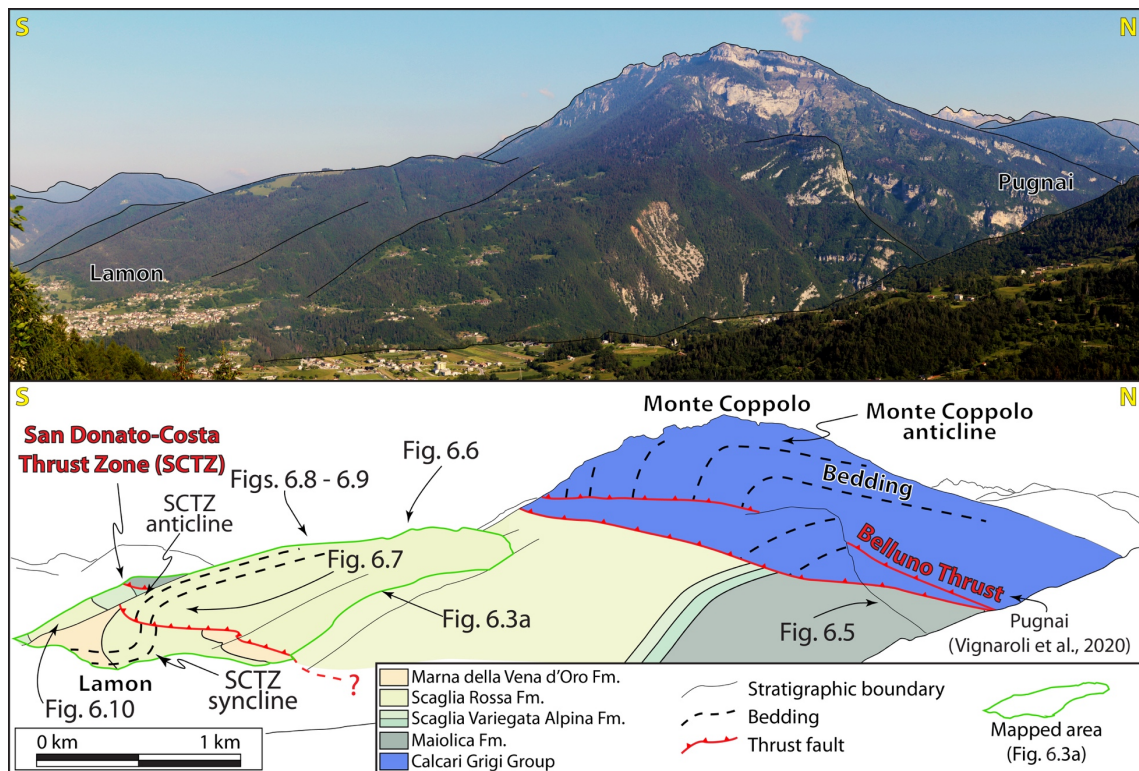 S
N
Lamon
Pugnai
S
N
Monte Coppolo
Monte Coppolo
anticline
San Donato-Costa
Thrust Zone (SCTZ)
Fig. 6.6
Figs. 6.8 - 6.9
SCTZ
anticline
Bedding
Fig. 6.7
Belluno Thrust
Fig. 6.3a
Fig. 6.5
Pugnai
(Vignaroli et al., 2020)
Lamon
SCTZ
syncline
?
Fig. 6.10
0 km
1 km
Marna della Vena d'Oro Fm.
Scaglia Rossa Fm.
Scaglia Variegata Alpina Fm.
Maiolica Fm.
Calcari Grigi Group
Stratigraphic boundary
Bedding
Thrust fault
Mapped area
(Fig. 6.3a)